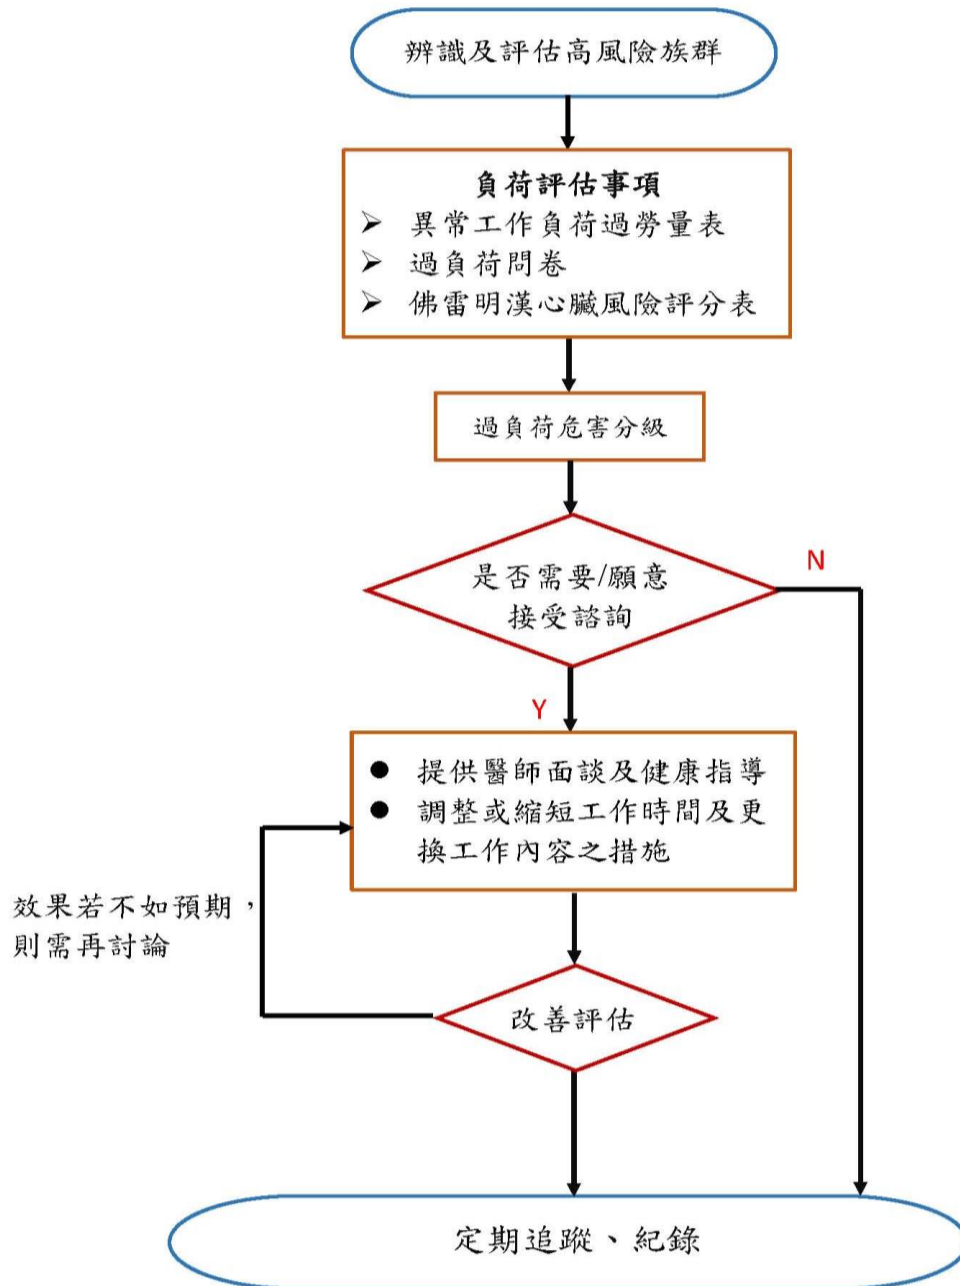 辨識及評估高風險族群
負荷評估事項
➢ 異常工作負荷過勞量表
➢ 過負荷問卷
➢ 佛雷明漢心臟風險評分表
過負荷危害分級
是否需要/願意
接受諮詢
N
Y
● 提供醫師面談及健康指導
● 調整或縮短工作時間及更
換工作內容之措施
效果若不如預期，
則需再討論
改善評估
定期追蹤、紀錄